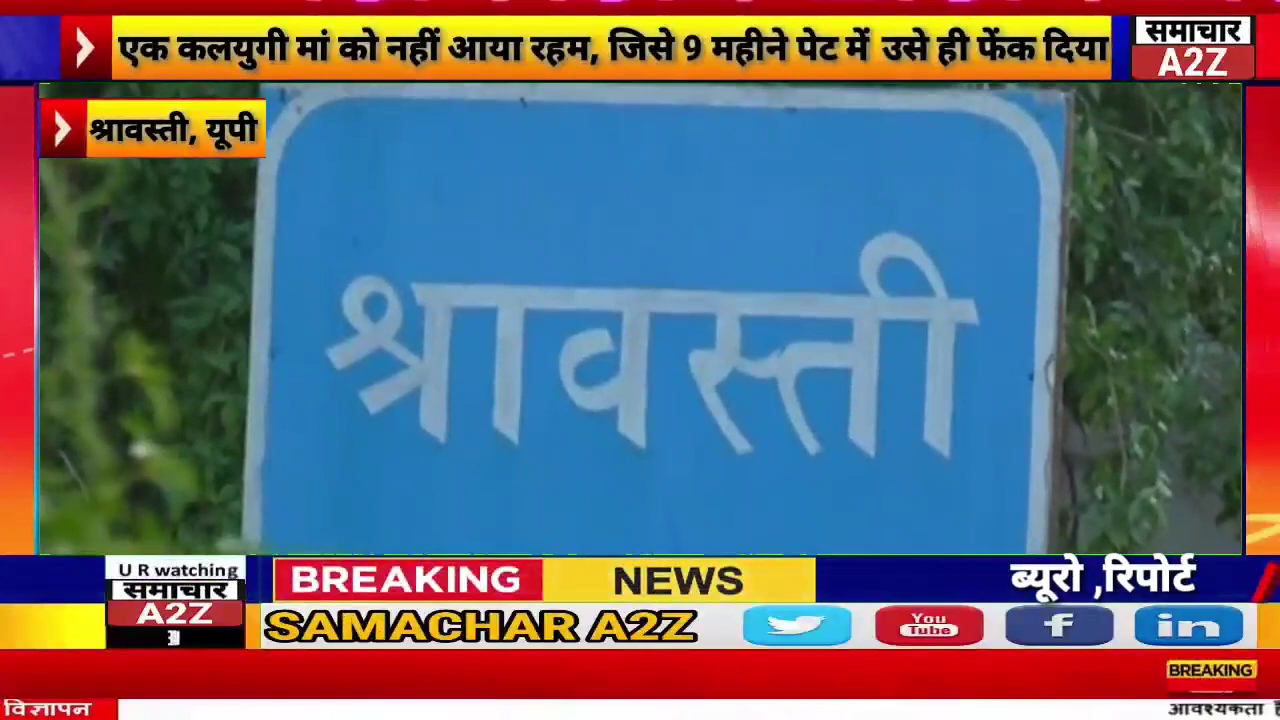 एक कलयुगी मां को नहीं आया रहम, जिसे 9 महीने पेट में उसे ही फेंक दिया
समाचार
A2Z
श्रावस्ती, यूपी
श्रावस्ती
U R watching
समाचार
A2Z
BREAKING NEWS
ब्यूरो ,रिपोर्ट
SAMACHAR A2Z
You
Tube
f
in
BREAKING
विज्ञापन
आवश्यकता